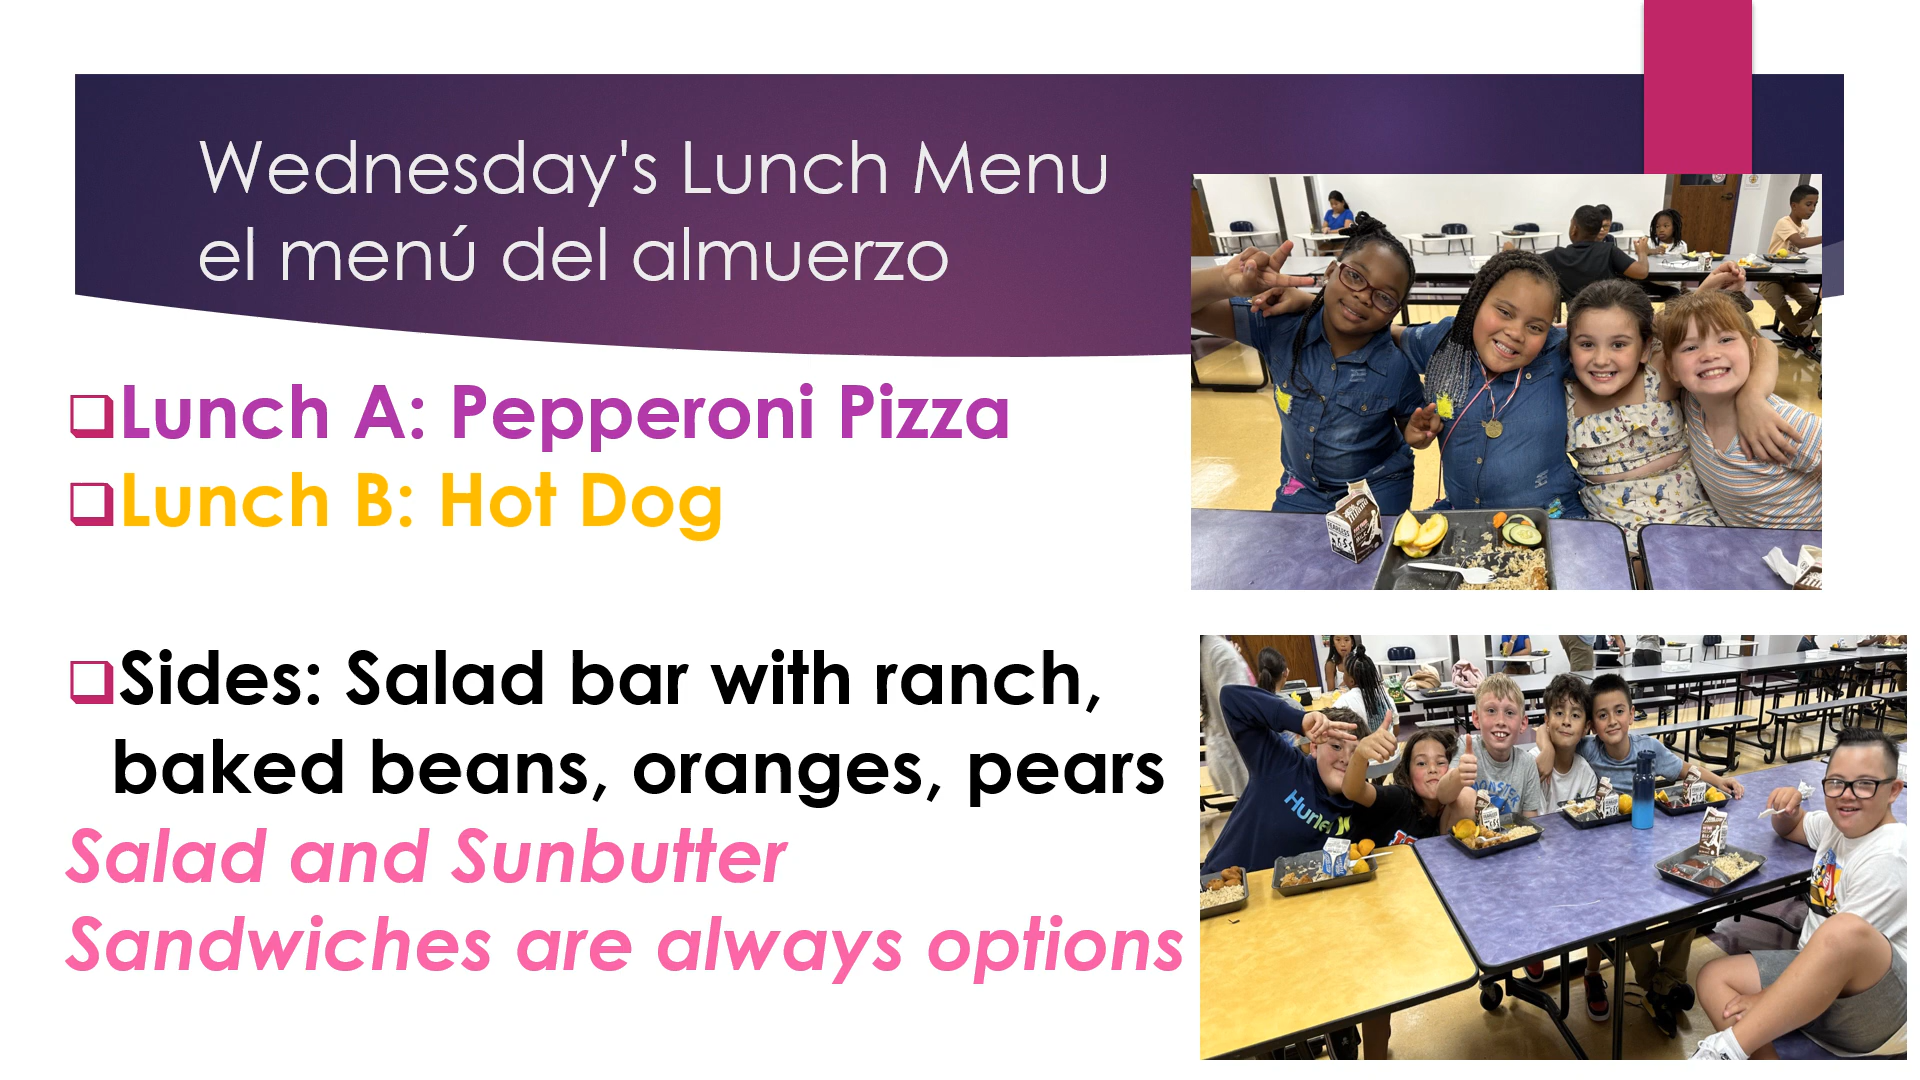 Wednesday's Lunch Menu
el menú del almuerzo
Lunch A: Pepperoni Pizza
Lunch B: Hot Dog
Sides: Salad bar with ranch,
baked beans, oranges, pears
Salad and Sunbutter
Sandwiches are always options